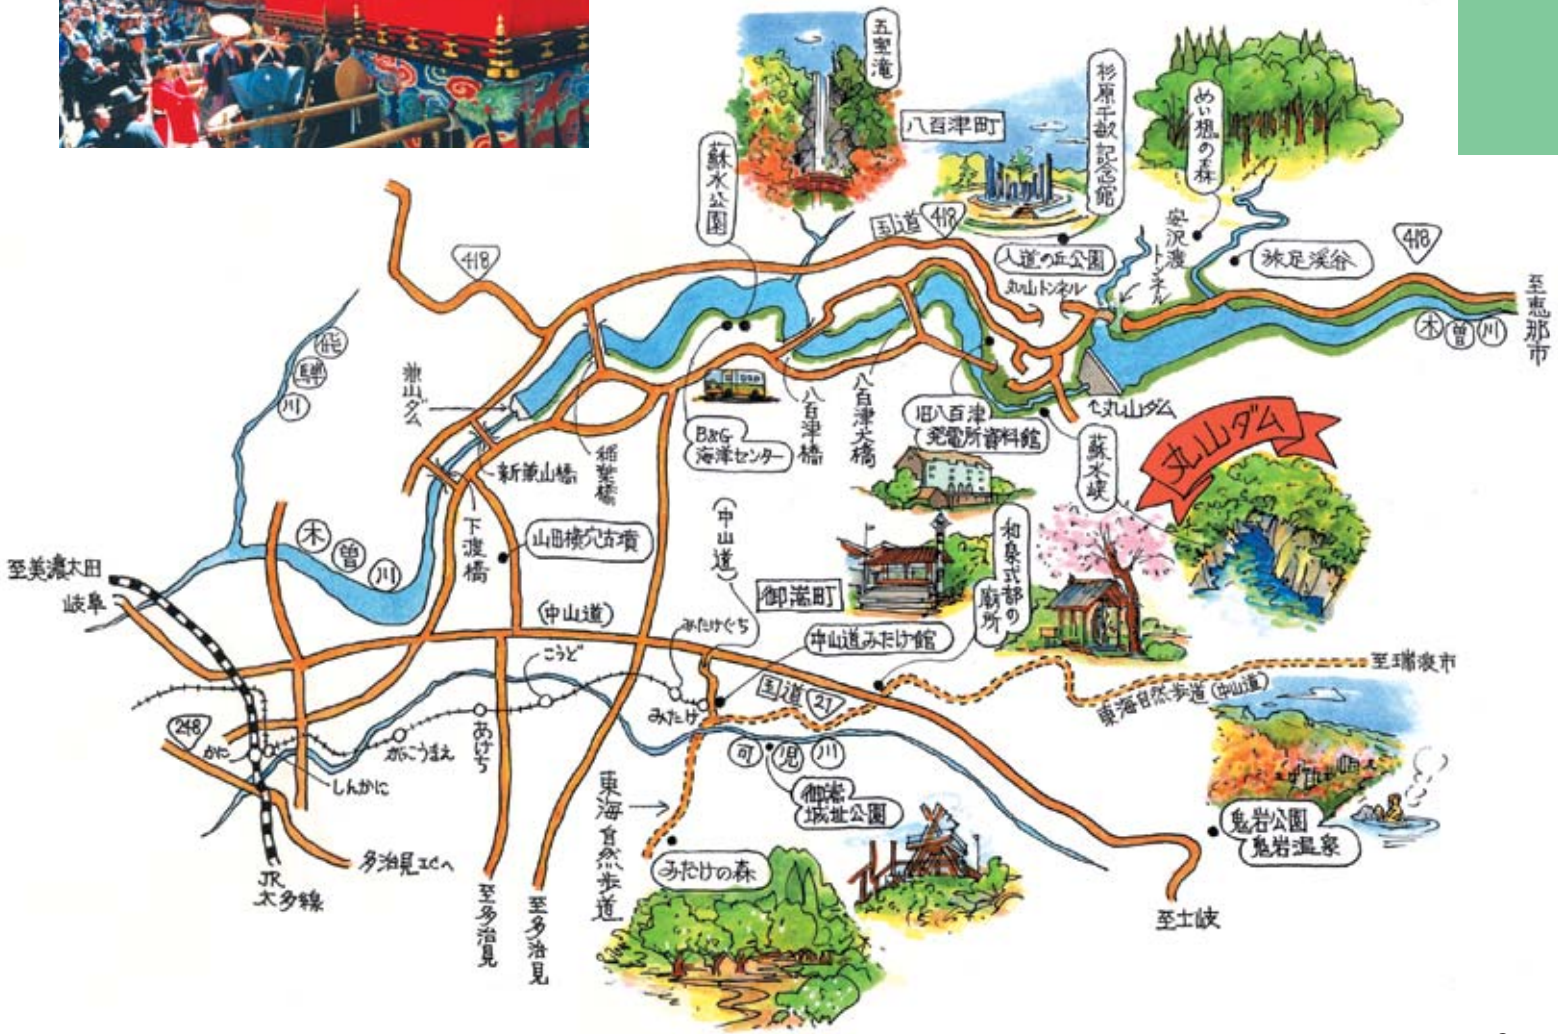 五宝滝
八百津町
杉原千畝記念館
めい想の森
蘇水公園
国道 418
人道の丘公園
丸山トンネル
安沢渡トンネル
旅足渓谷
418
至恵那市
木曽川
418
飛騨川
兼山ダム
新兼山橋
稲葉橋
B&G
海洋センター
八百津橋
八百津大橋
旧八百津
発電所資料館
丸山ダム
蘇水峡
丸山ダム
下渡橋
山田横穴古墳
木曽川
至美濃太田
岐阜
(中山道)
(中山道)
御嵩町
和泉式部の
廟所
中山道みたけ館
みたけぐち
こうど
みたけ
国道 21
至瑞浪市
東海自然歩道(中山道)
248
かに
しんかに
がっこうまえ
あけち
可児川
御嵩
城址公園
東海自然歩道
みたけの森
鬼岩公園
鬼岩温泉
多治見I.C.へ
JR
太多線
至多治見
至多治見
至土岐